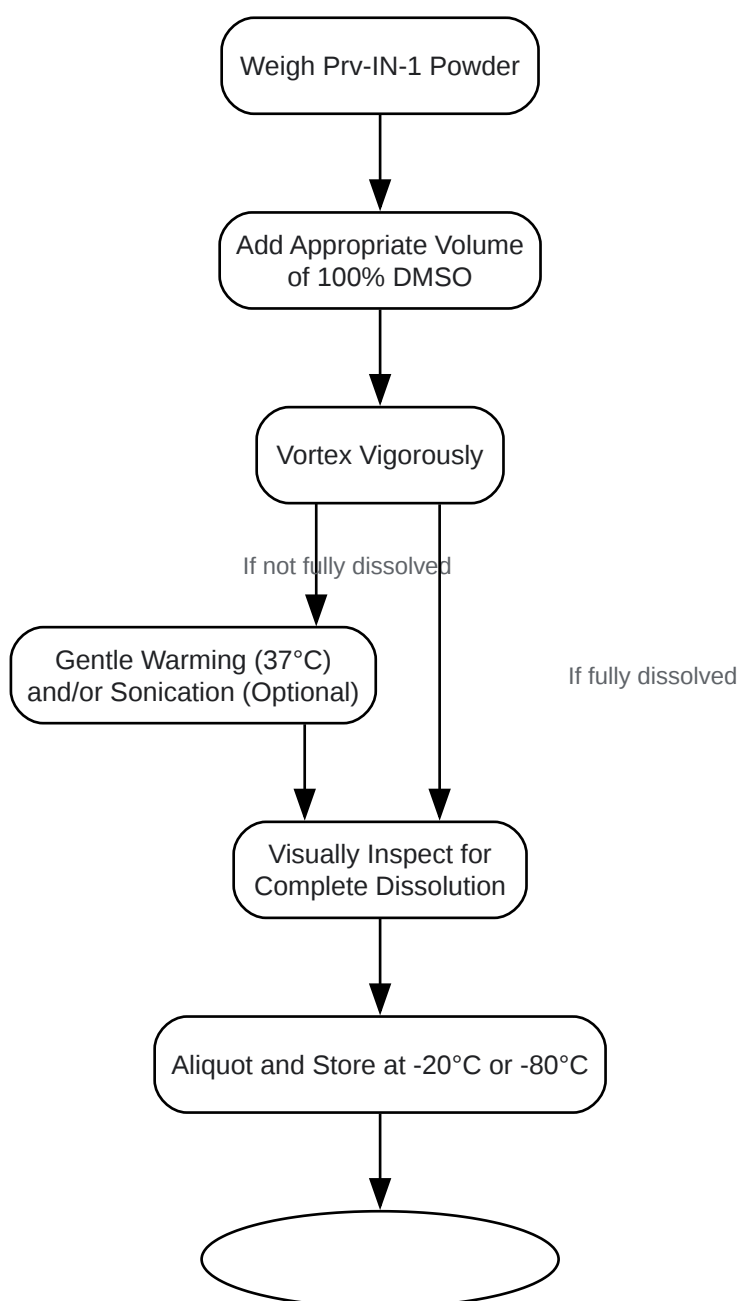 Weigh Prv-IN-1 Powder
Add Appropriate Volume
of 100% DMSO
Vortex Vigorously
If not fully dissolved
Gentle Warming (37°C)
and/or Sonication (Optional)
If fully dissolved
Visually Inspect for
Complete Dissolution
Aliquot and Store at -20°C or -80°C